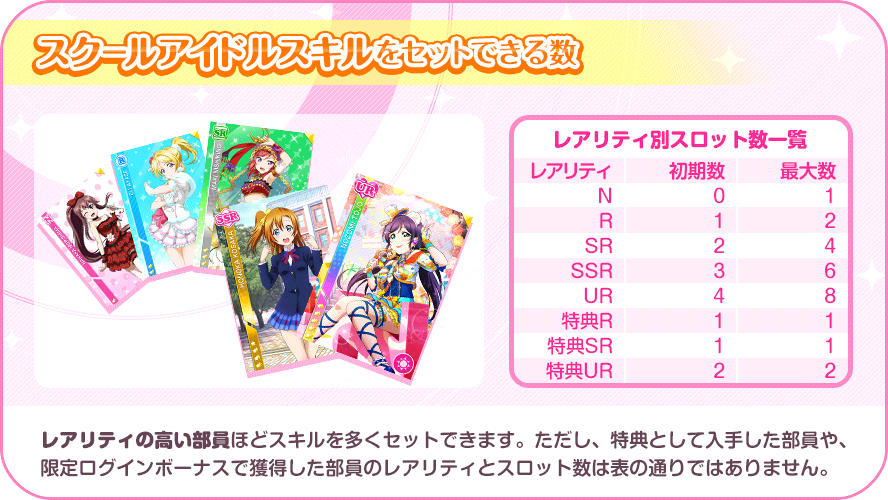 スクールアイドルスキルをセットできる数
SR
R
N
SSR
UR
HONOKA KOSAKA
NOZOMI TOJO
レアリティ別スロット数一覧
レアリティ 初期数 最大数
N 0 1
R 1 2
SR 2 4
SSR 3 6
UR 4 8
特典R 1 1
特典SR 1 1
特典UR 2 2
レアリティの高い部員ほどスキルを多くセットできます。ただし、特典として入手した部員や、
限定ログインボーナスで獲得した部員のレアリティとスロット数は表の通りではありません。